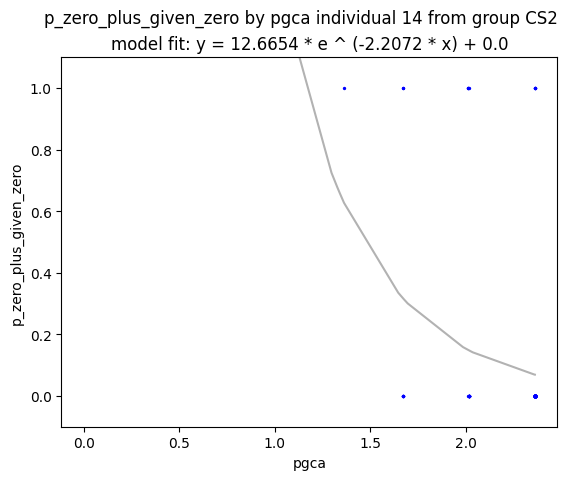 p_zero_plus_given_zero by pgca individual 14 from group CS2
model fit: y = 12.6654 * e ^ (-2.2072 * x) + 0.0
1.0
0.8
0.6
0.4
0.2
0.0
p_zero_plus_given_zero
0.0 0.5 1.0 1.5 2.0
pgca